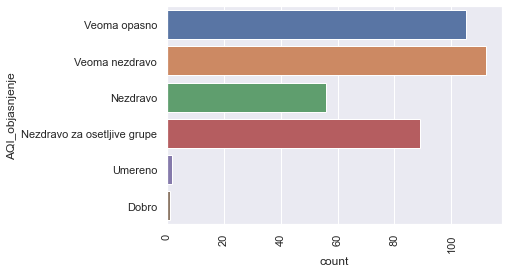 Veoma opasno
Veoma nezdravo
Nezdravo
Nezdravo za osetljive grupe
Umereno
Dobro
AQI_objasnjenje
0 20 40 60 80 100
count